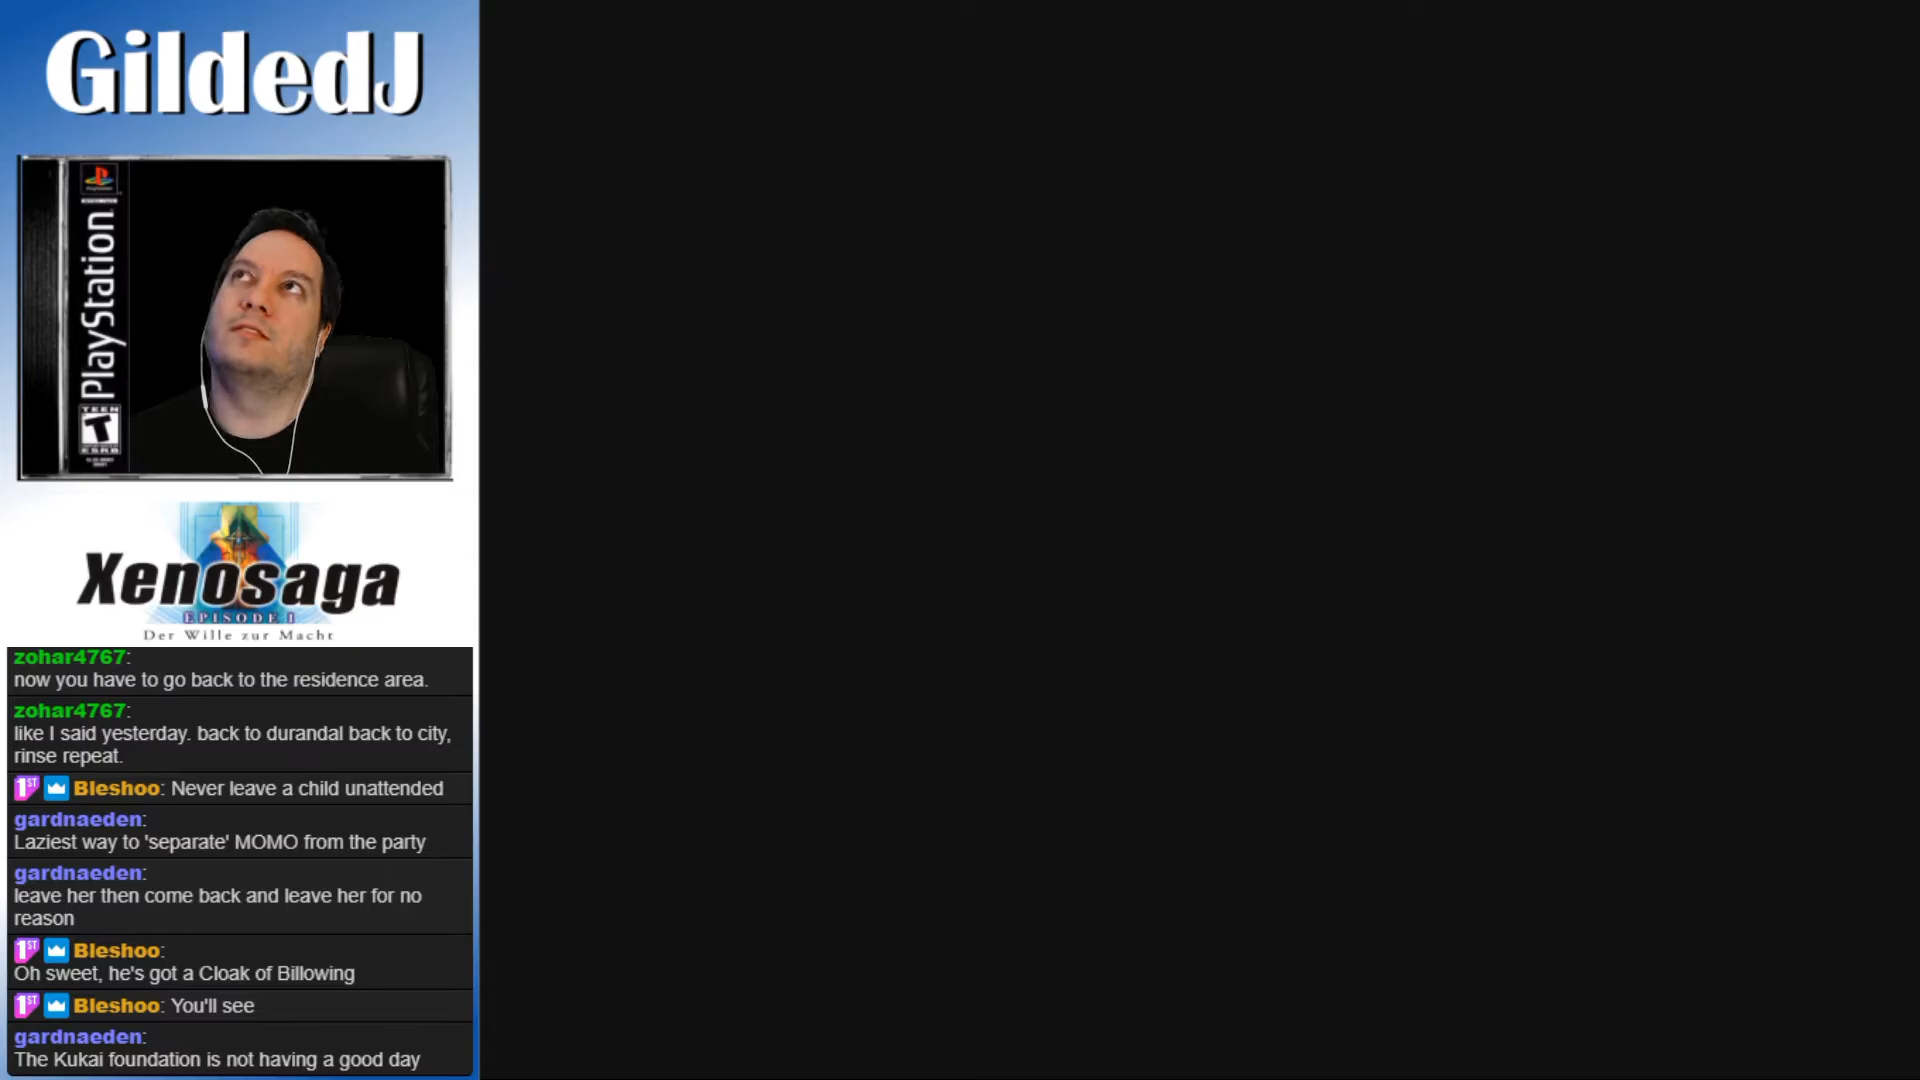 GildedJ
PlayStation
TEEN
T
ESRB
Xenosaga
EPISODE I
Der Wille zur Macht
zohar4767:
now you have to go back to the residence area.
zohar4767:
like I said yesterday. back to durandal back to city,
rinse repeat.
1ST Bleshoo: Never leave a child unattended
gardnaeden:
Laziest way to 'separate' MOMO from the party
gardnaeden:
leave her then come back and leave her for no
reason
1ST Bleshoo:
Oh sweet, he's got a Cloak of Billowing
1ST Bleshoo: You'll see
gardnaeden:
The Kukai foundation is not having a good day